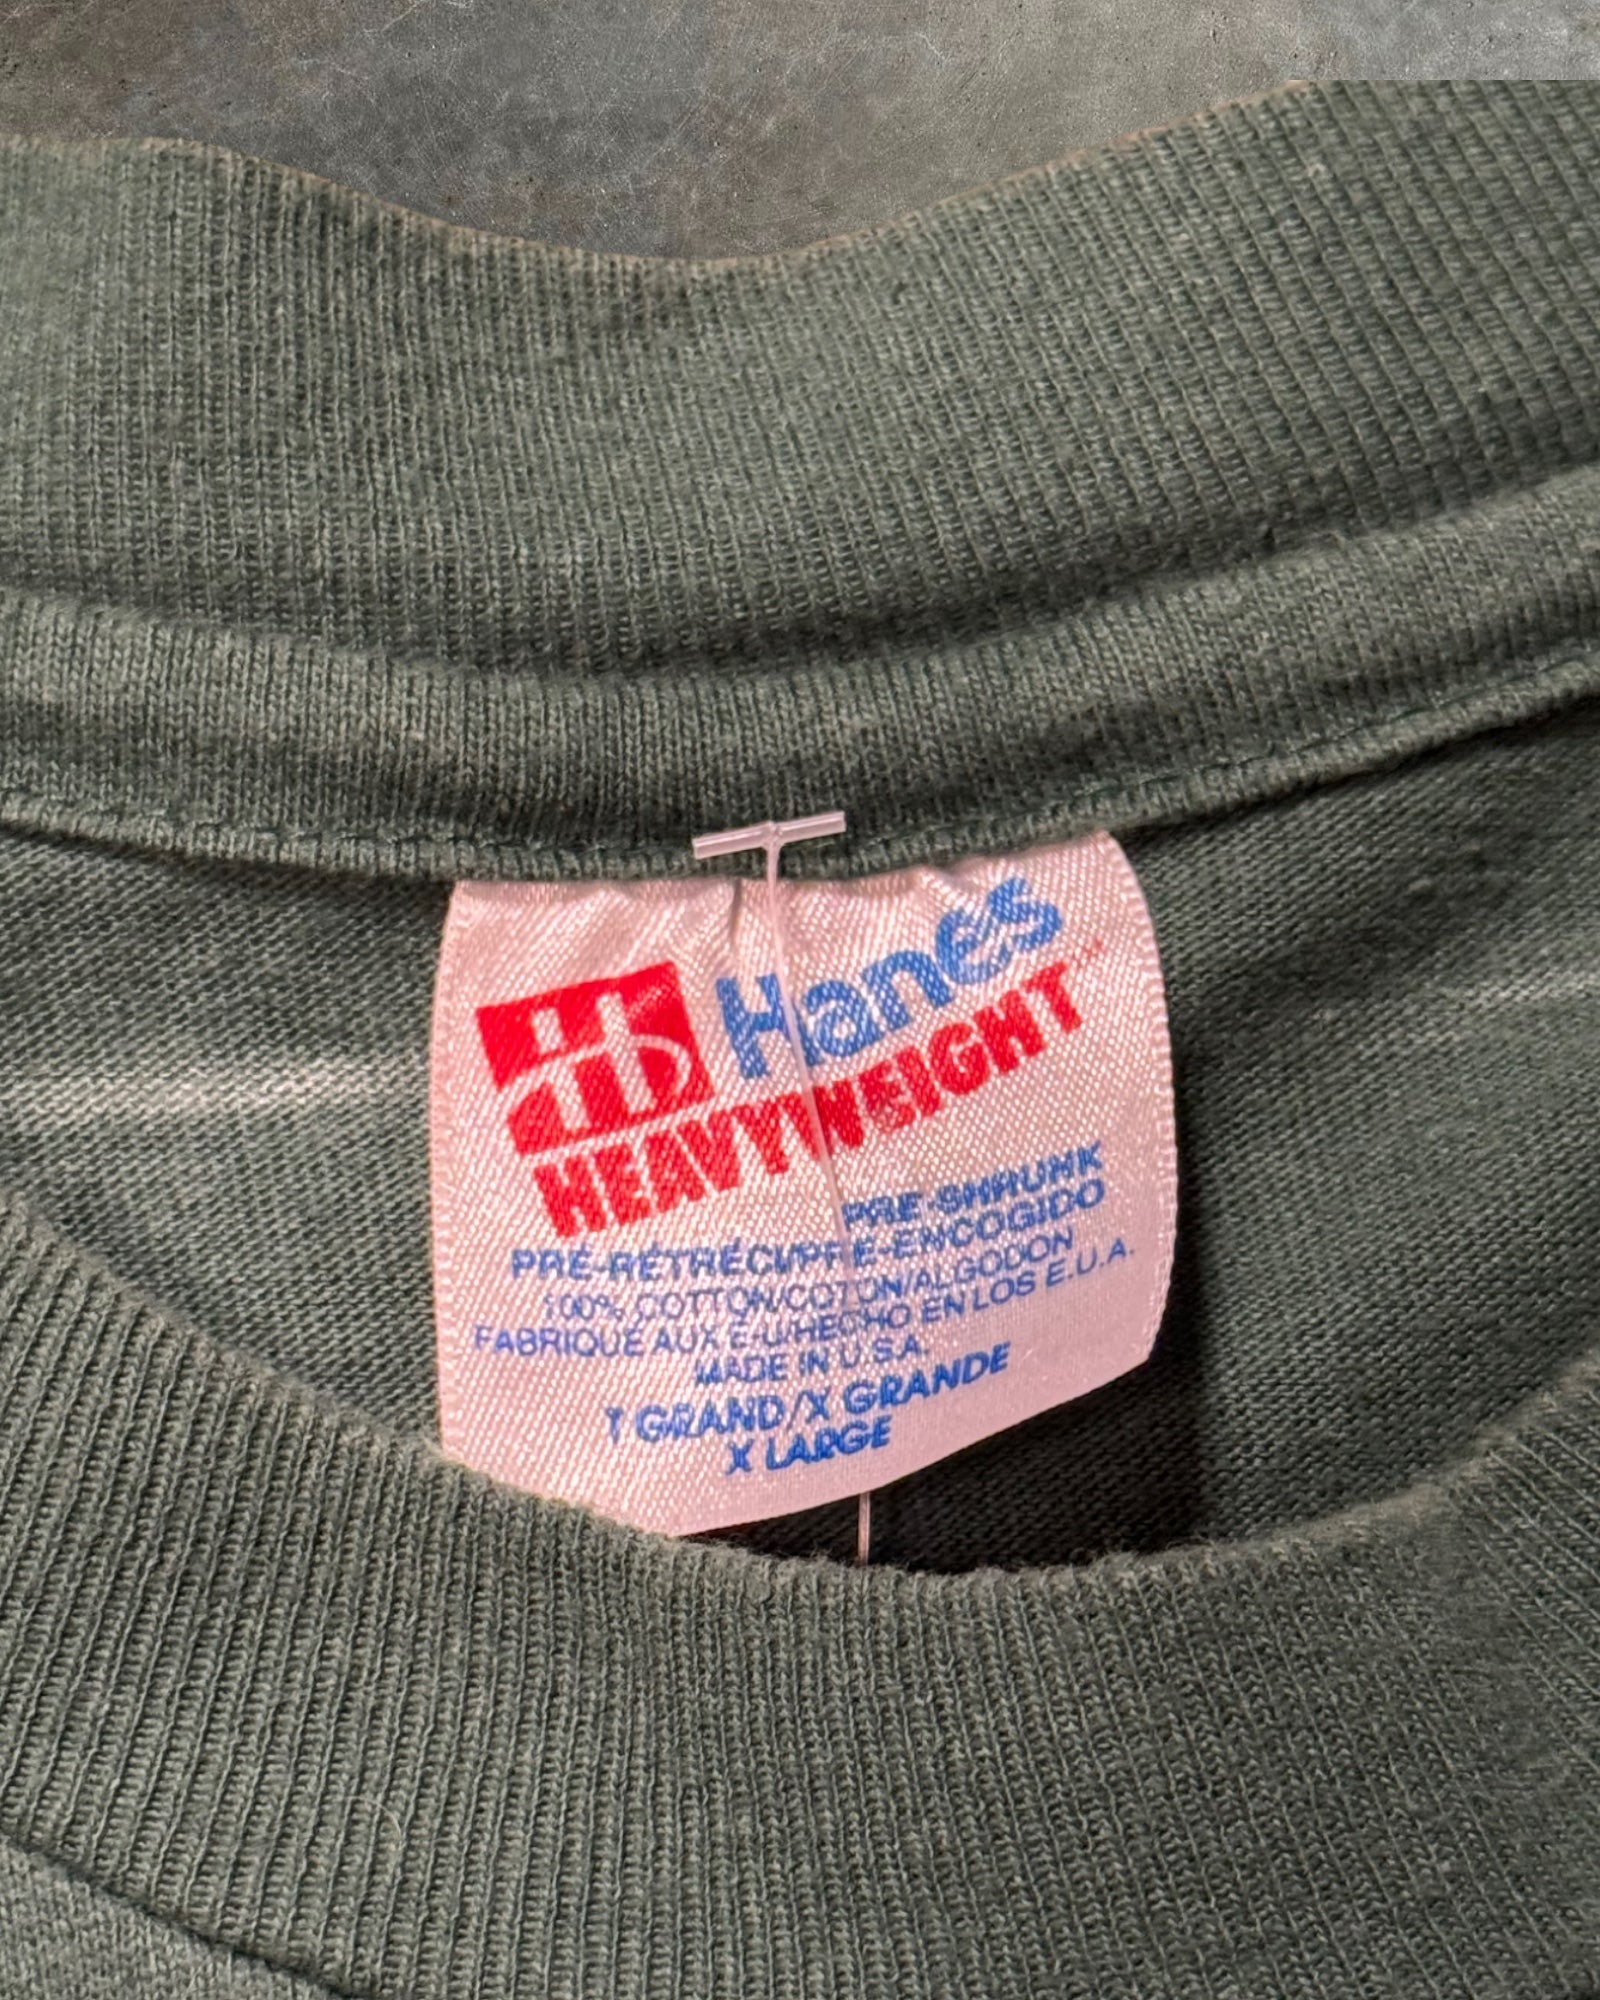 Hanes
HEAVYWEIGHT
PRE-SHRUNK
PRÉ-RÉTRÉCI/PRE-ENCOGIDO
100% COTTON/COTON/ALGODON
FABRIQUÉ AUX É-U/HECHO EN LOS E.U.A.
MADE IN U.S.A.
T GRAND/X GRANDE
X LARGE